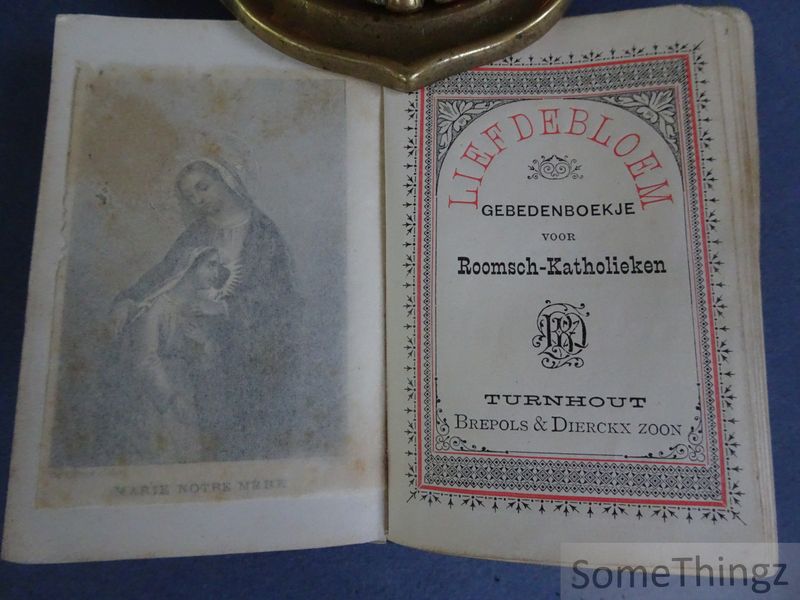 MARIE NOTRE MÈRE
LIEFDEBLOEM
GEBEDENBOEKJE
VOOR
Roomsch-Katholieken
TURNHOUT
BREPOLS & DIERCKX ZOON
SomeThingz